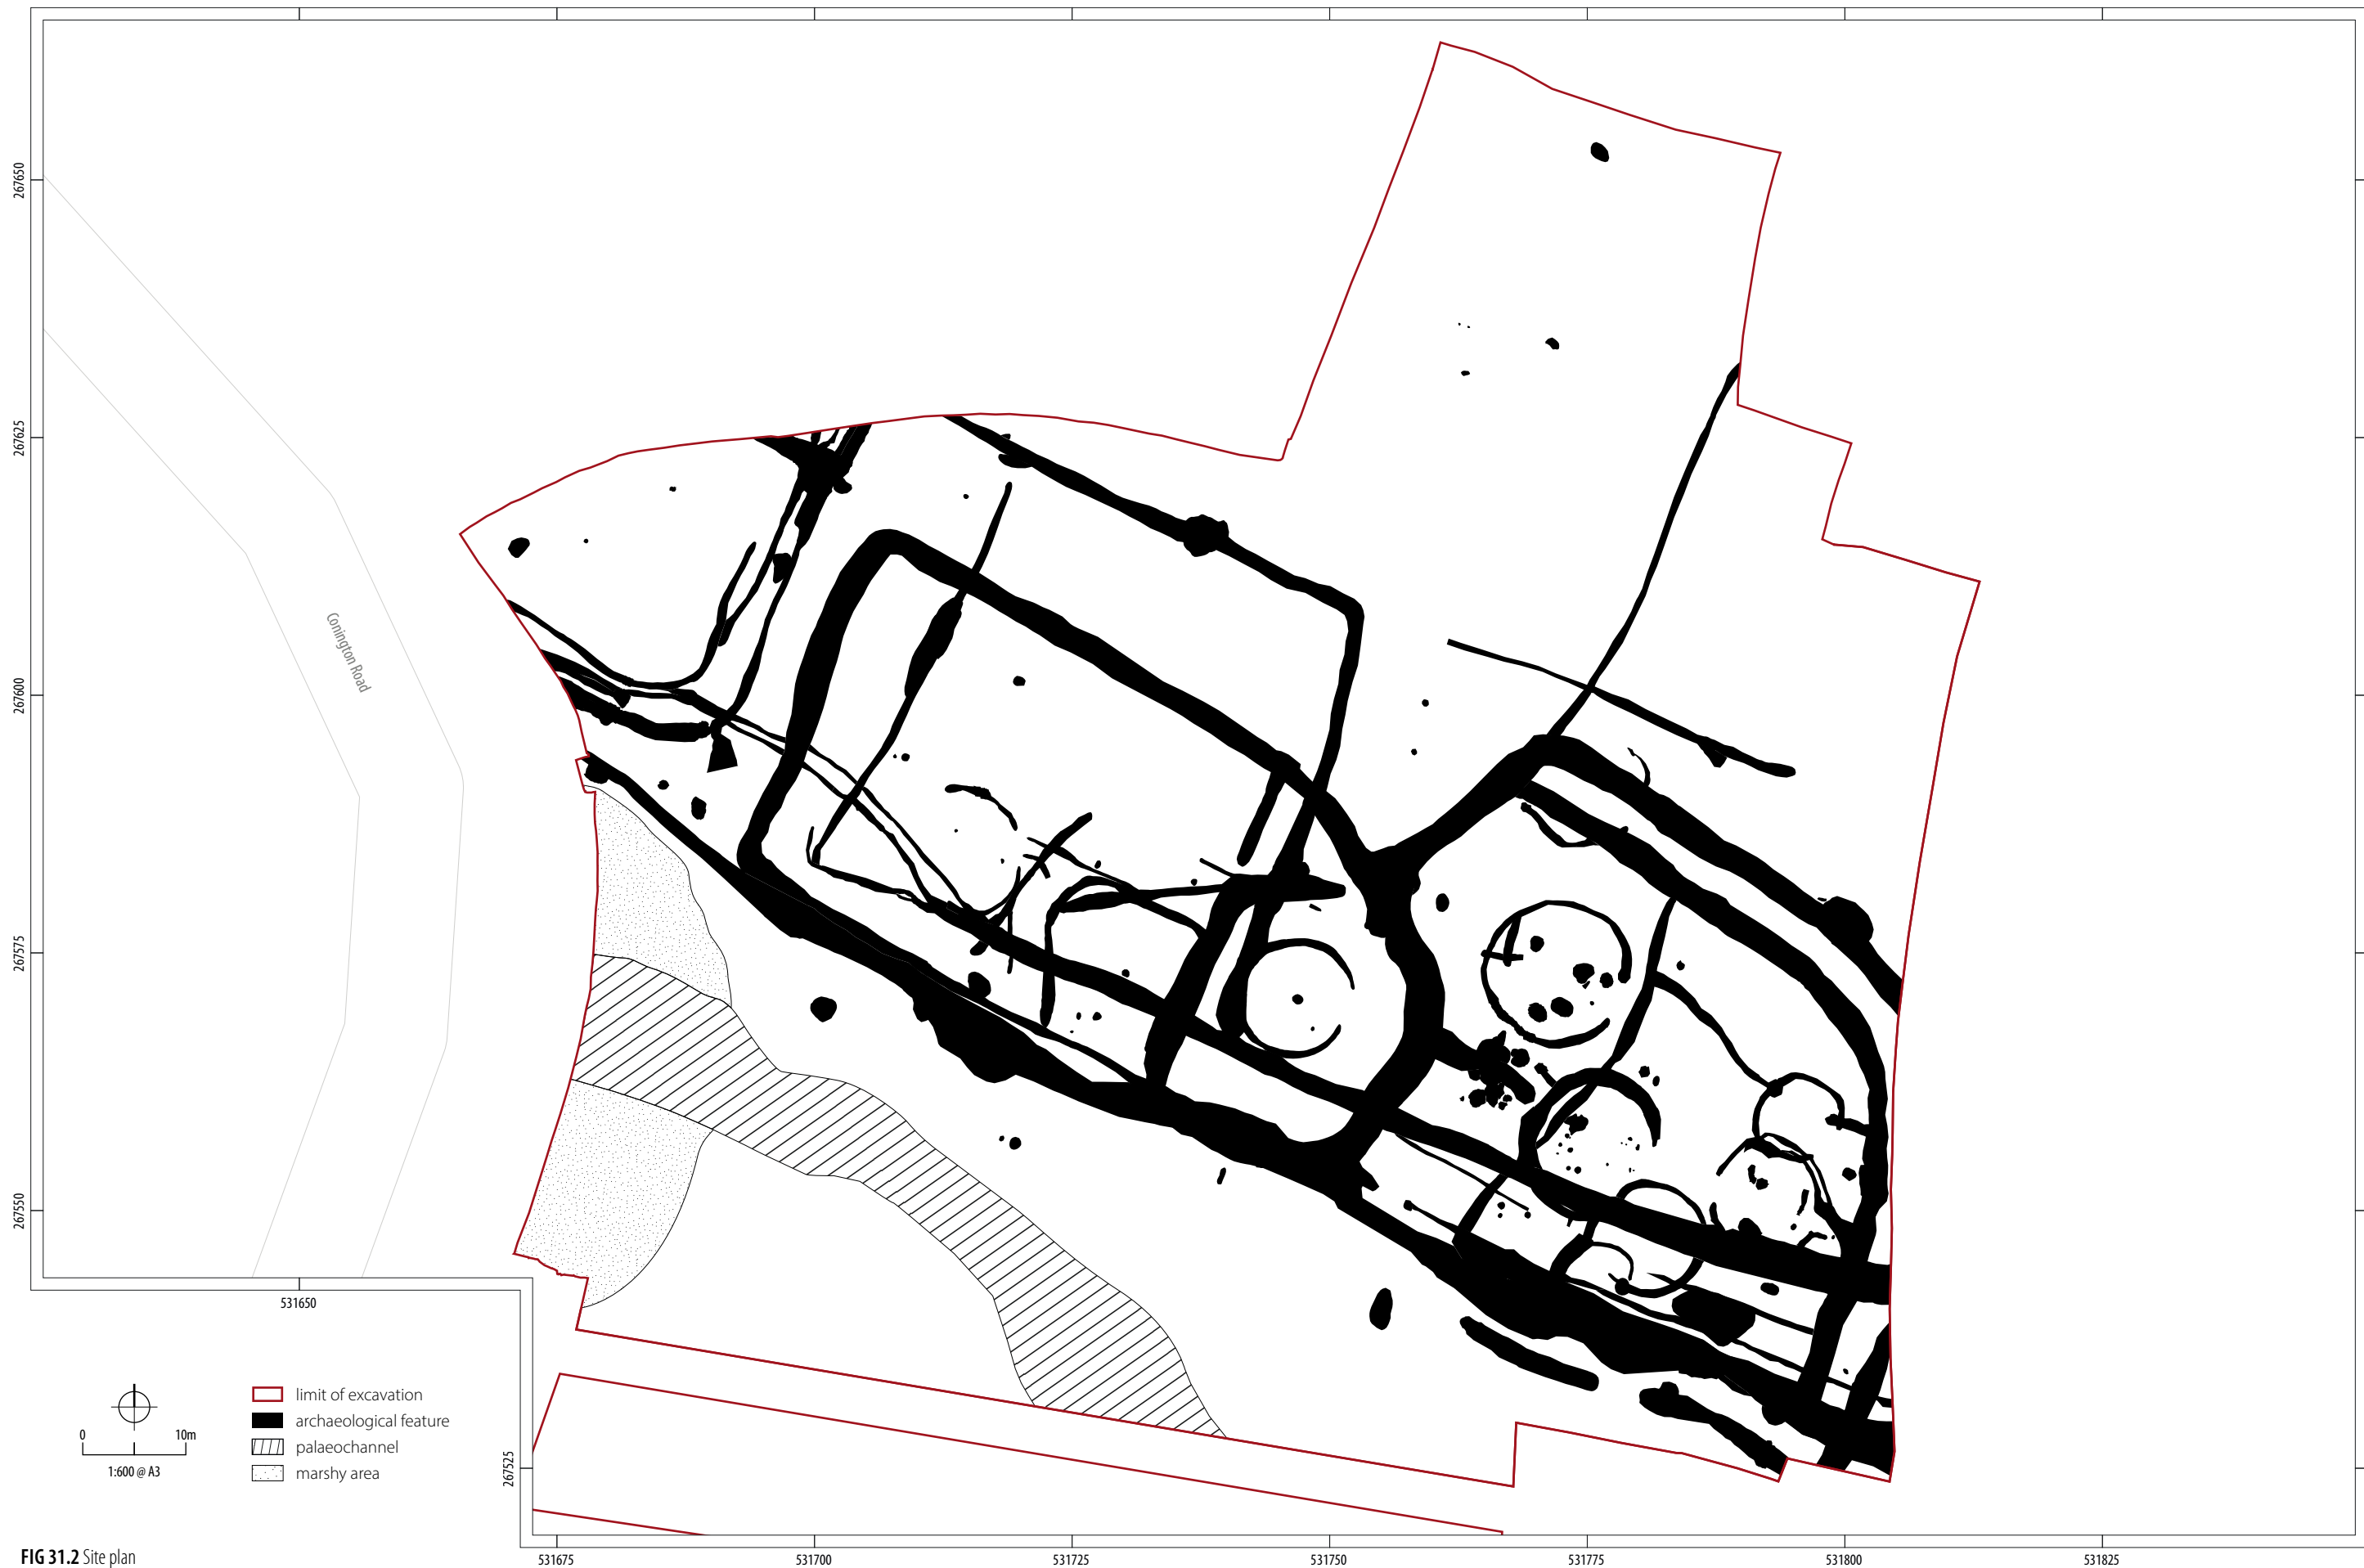 267650
267625
267600
267575
267550
267525
Conington Road
531650
0 10m
1:600 @ A3
limit of excavation
archaeological feature
palaeochannel
marshy area
531675 531700 531725 531750 531775 531800 531825
FIG 31.2 Site plan